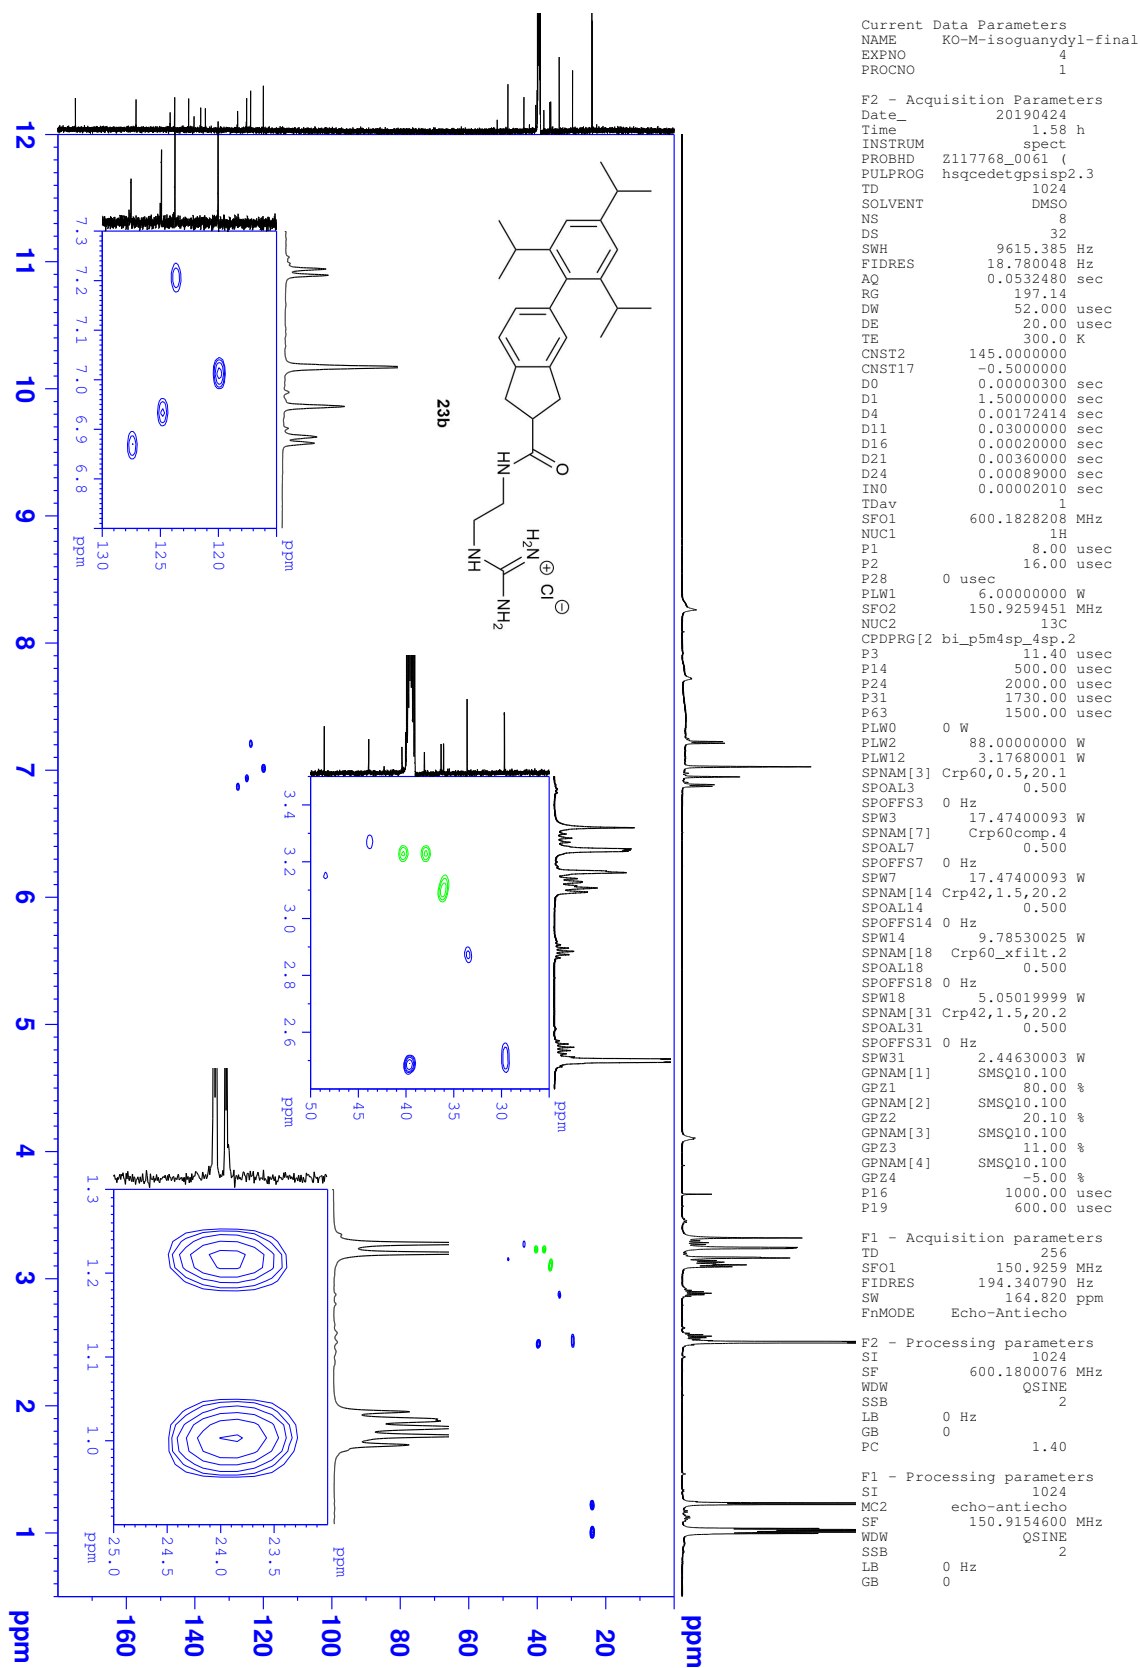 Current Data Parameters
NAME KO-M-isoguanydyl-final
EXPNO 4
PROCNO 1
F2 - Acquisition Parameters
Date_ 20190424
Time 1.58 h
INSTRUM spect
PROBHD Z117768_0061 (
PULPROG hsqcedetgpsisp2.3
TD 1024
SOLVENT DMSO
NS 8
DS 32
SWH 9615.385 Hz
FIDRES 18.780048 Hz
AQ 0.0532480 sec
RG 197.14
DW 52.000 usec
DE 20.00 usec
TE 300.0 K
CNST2 145.0000000
CNST17 -0.5000000
D0 0.00000300 sec
D1 1.50000000 sec
D4 0.00172414 sec
D11 0.03000000 sec
D16 0.00020000 sec
D21 0.00360000 sec
D24 0.00089000 sec
IN0 0.00002010 sec
TDav 1
SFO1 600.1828208 MHz
NUC1 1H
P1 8.00 usec
P2 16.00 usec
P28 0 usec
PLW1 6.00000000 W
SFO2 150.9259451 MHz
NUC2 13C
CPDPRG[2 bi_p5m4sp_4sp.2
P3 11.40 usec
P14 500.00 usec
P24 2000.00 usec
P31 1730.00 usec
P63 1500.00 usec
PLW0 0 W
PLW2 88.00000000 W
PLW12 3.17680001 W
SPNAM[3] Crp60,0.5,20.1
SPOAL3 0.500
SPOFFS3 0 Hz
SPW3 17.47400093 W
SPNAM[7] Crp60comp.4
SPOAL7 0.500
SPOFFS7 0 Hz
SPW7 17.47400093 W
SPNAM[14 Crp42,1.5,20.2
SPOAL14 0.500
SPOFFS14 0 Hz
SPW14 9.78530025 W
SPNAM[18 Crp60_xfilt.2
SPOAL18 0.500
SPOFFS18 0 Hz
SPW18 5.05019999 W
SPNAM[31 Crp42,1.5,20.2
SPOAL31 0.500
SPOFFS31 0 Hz
SPW31 2.44630003 W
GPNAM[1] SMSQ10.100
GPZ1 80.00 %
GPNAM[2] SMSQ10.100
GPZ2 20.10 %
GPNAM[3] SMSQ10.100
GPZ3 11.00 %
GPNAM[4] SMSQ10.100
GPZ4 -5.00 %
P16 1000.00 usec
P19 600.00 usec
F1 - Acquisition parameters
TD 256
SFO1 150.9259 MHz
FIDRES 194.340790 Hz
SW 164.820 ppm
FnMODE Echo-Antiecho
F2 - Processing parameters
SI 1024
SF 600.1800076 MHz
WDW QSINE
SSB 2
LB 0 Hz
GB 0
PC 1.40
F1 - Processing parameters
SI 1024
MC2 echo-antiecho
SF 150.9154600 MHz
WDW QSINE
SSB 2
LB 0 Hz
GB 0
12 11 10 9 8 7 6 5 4 3 2 1 ppm
160 140 120 100 80 60 40 20 ppm
7.3 7.2 7.1 7.0 6.9 6.8 ppm
130 125 120 ppm
3.4 3.2 3.0 2.8 2.6 ppm
50 45 40 35 30 ppm
1.3 1.2 1.1 1.0 ppm
25.0 24.5 24.0 23.5 ppm
23b
O
HN
H2N ⊕ Cl ⊖
NH
NH2